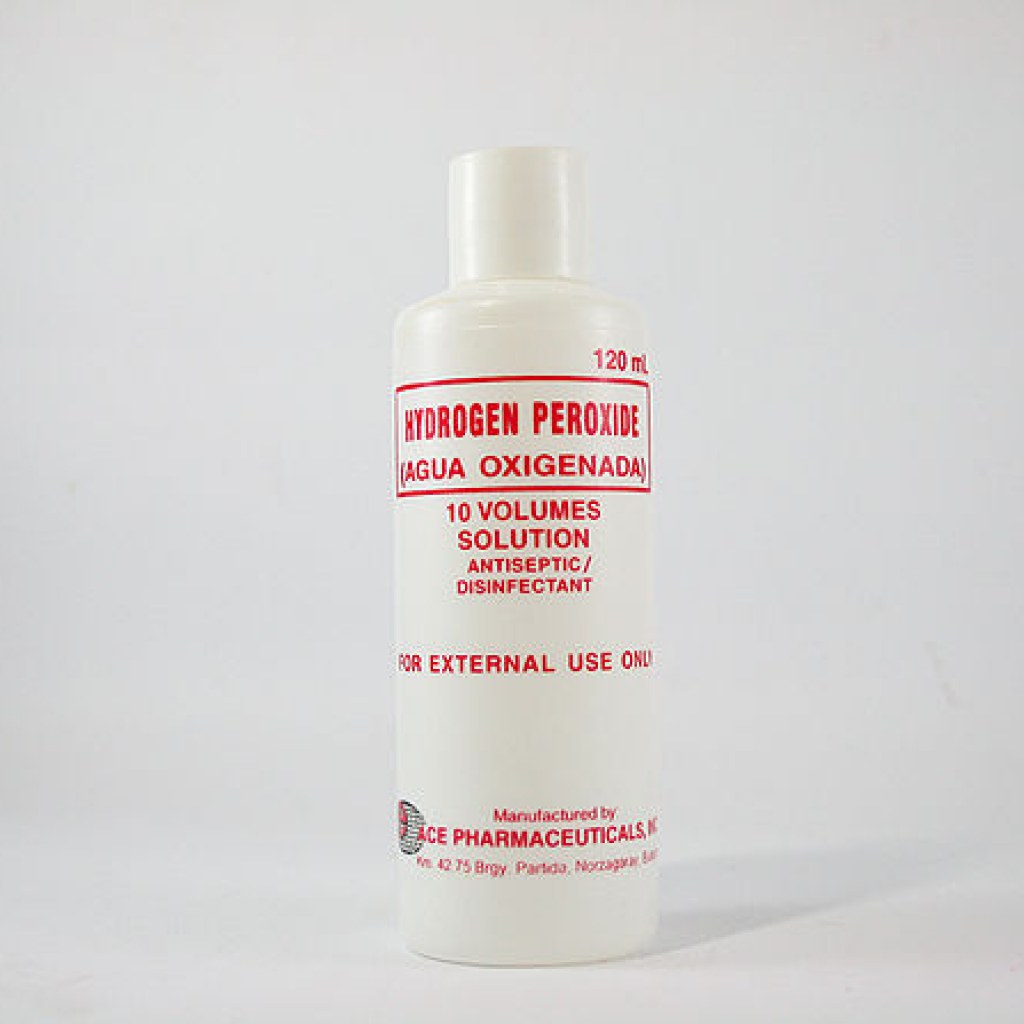 120 mL
HYDROGEN PEROXIDE
(AGUA OXIGENADA)
10 VOLUMES
SOLUTION
ANTISEPTIC/
DISINFECTANT
FOR EXTERNAL USE ONLY
Manufactured by
ACE PHARMACEUTICALS,
Km. 42.75 Brgy. Partida, Norzagaray,